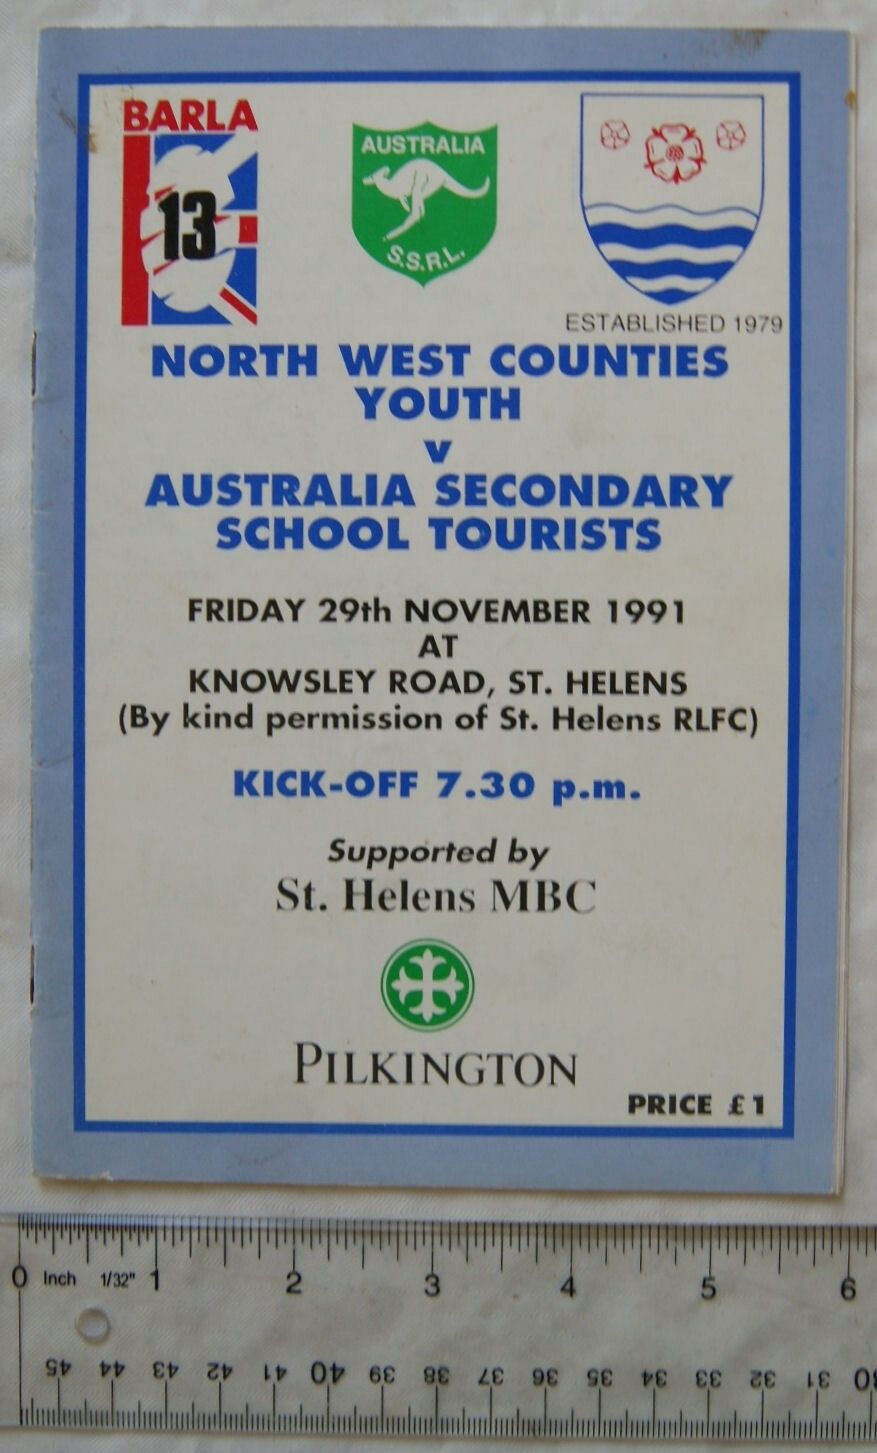 BARLA
13
AUSTRALIA
S.S.R.L.
ESTABLISHED 1979
NORTH WEST COUNTIES
YOUTH
v
AUSTRALIA SECONDARY
SCHOOL TOURISTS
FRIDAY 29th NOVEMBER 1991
AT
KNOWSLEY ROAD, ST. HELENS
(By kind permission of St. Helens RLFC)
KICK-OFF 7.30 p.m.
Supported by
St. Helens MBC
PILKINGTON
PRICE £1
0 Inch 1/32" 1 2 3 4 5 6
45 44 43 42 41 40 39 38 37 36 35 34 33 32 31 30